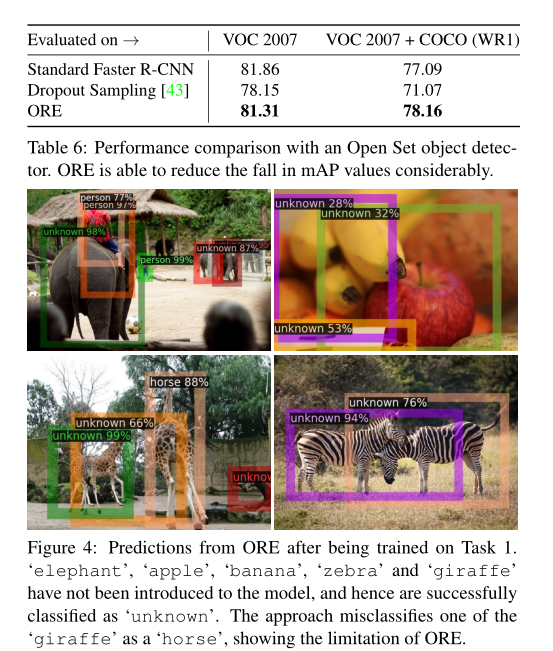 Evaluated on → VOC 2007 VOC 2007 + COCO (WR1)
Standard Faster R-CNN 81.86 77.09
Dropout Sampling [43] 78.15 71.07
ORE 81.31 78.16
Table 6: Performance comparison with an Open Set object detec-
tor. ORE is able to reduce the fall in mAP values considerably.
person 77%
person 97%
unknown 98%
person 99%
unknown 87%
unknown 28%
unknown 32%
unknown 53%
horse 88%
unknown 66%
unknown 99%
unknow
unknown 76%
unknown 94%
Figure 4: Predictions from ORE after being trained on Task 1.
‘elephant’, ‘apple’, ‘banana’, ‘zebra’ and ‘giraffe’
have not been introduced to the model, and hence are successfully
classified as ‘unknown’. The approach misclassifies one of the
‘giraffe’ as a ‘horse’, showing the limitation of ORE.